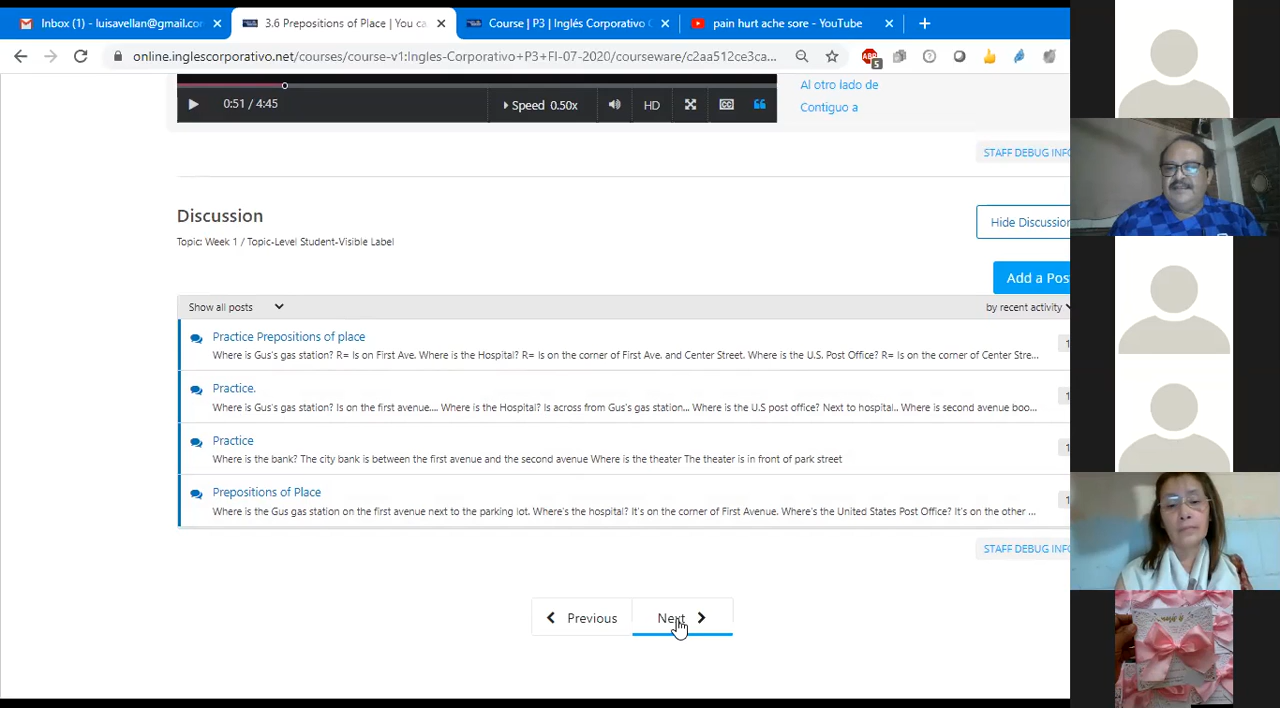 Inbox (1) - luisavellan@gmail.co
3.6 Prepositions of Place | You ca
Course | P3 | Inglés Corporativo
pain hurt ache sore - YouTube
online.inglescorporativo.net/courses/course-v1:Ingles-Corporativo+P3+FI-07-2020/courseware/c2aa512ce3ca...
ABP
5
0:51 / 4:45
Speed 0.50x
HD
CC
Al otro lado de
Contiguo a
STAFF DEBUG INFO
Discussion
Hide Discussion
Topic: Week 1 / Topic-Level Student-Visible Label
Add a Pos
Show all posts
by recent activity
Practice Prepositions of place
Where is Gus's gas station? R= Is on First Ave. Where is the Hospital? R= Is on the corner of First Ave. and Center Street. Where is the U.S. Post Office? R= Is on the corner of Center Stre...
1
Practice.
Where is Gus's gas station? Is on the first avenue.... Where is the Hospital? Is across from Gus's gas station... Where is the U.S post office? Next to hospital.. Where is second avenue boo...
1
Practice
Where is the bank? The city bank is between the first avenue and the second avenue Where is the theater The theater is in front of park street
1
Prepositions of Place
Where is the Gus gas station on the first avenue next to the parking lot. Where's the hospital? It's on the corner of First Avenue. Where's the United States Post Office? It's on the other ...
1
STAFF DEBUG INFO
Previous
Next